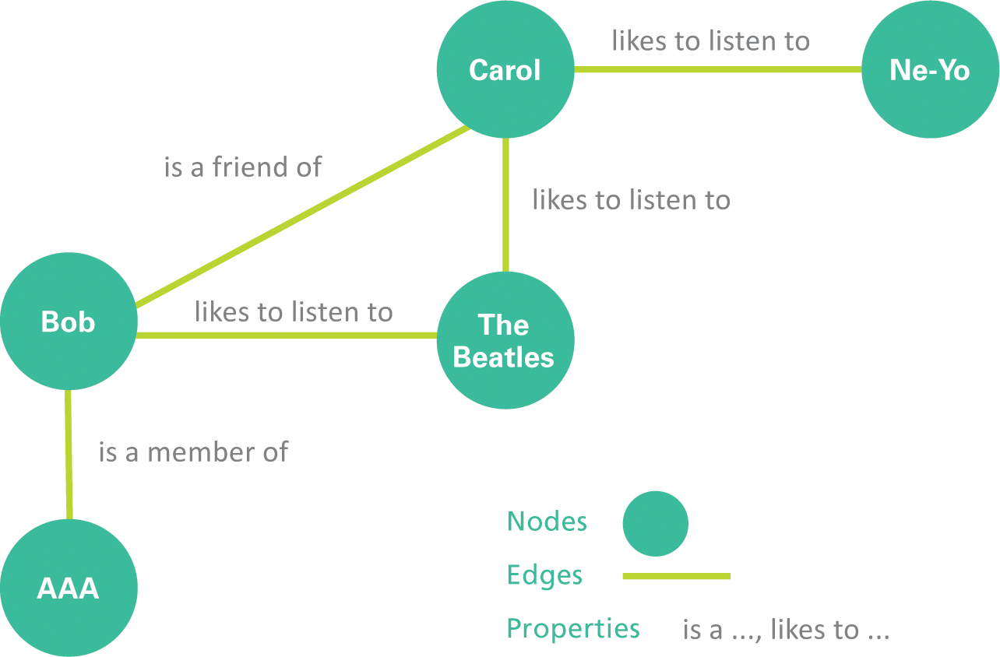 Carol
likes to listen to
Ne-Yo
is a friend of
likes to listen to
Bob
likes to listen to
The
Beatles
is a member of
AAA
Nodes
Edges
Properties
is a ..., likes to ...